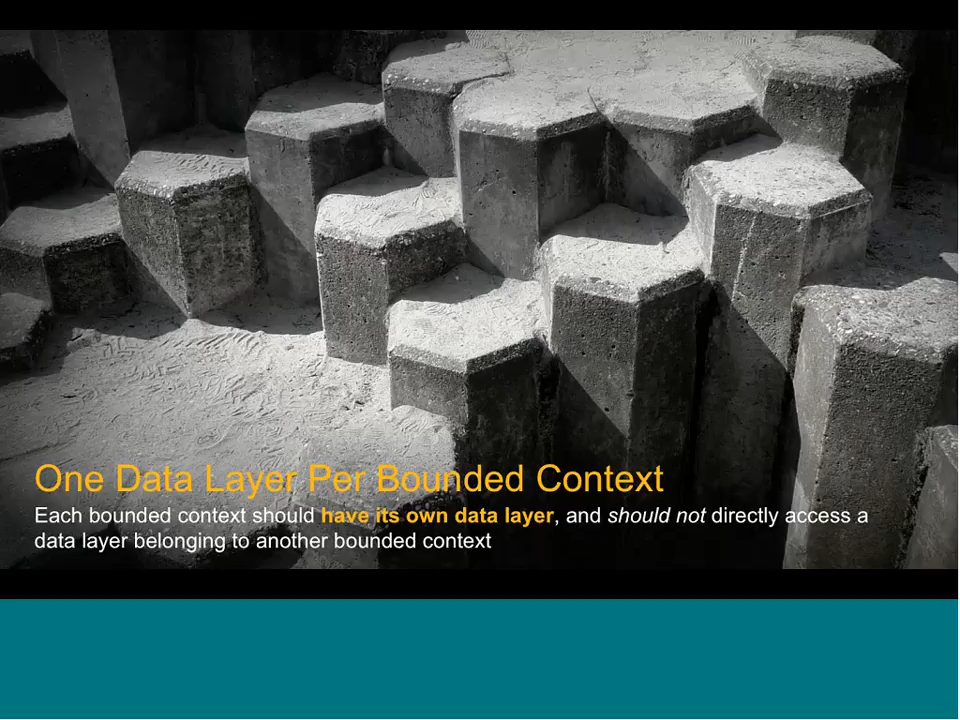 One Data Layer Per Bounded Context
Each bounded context should have its own data layer, and should not directly access a
data layer belonging to another bounded context